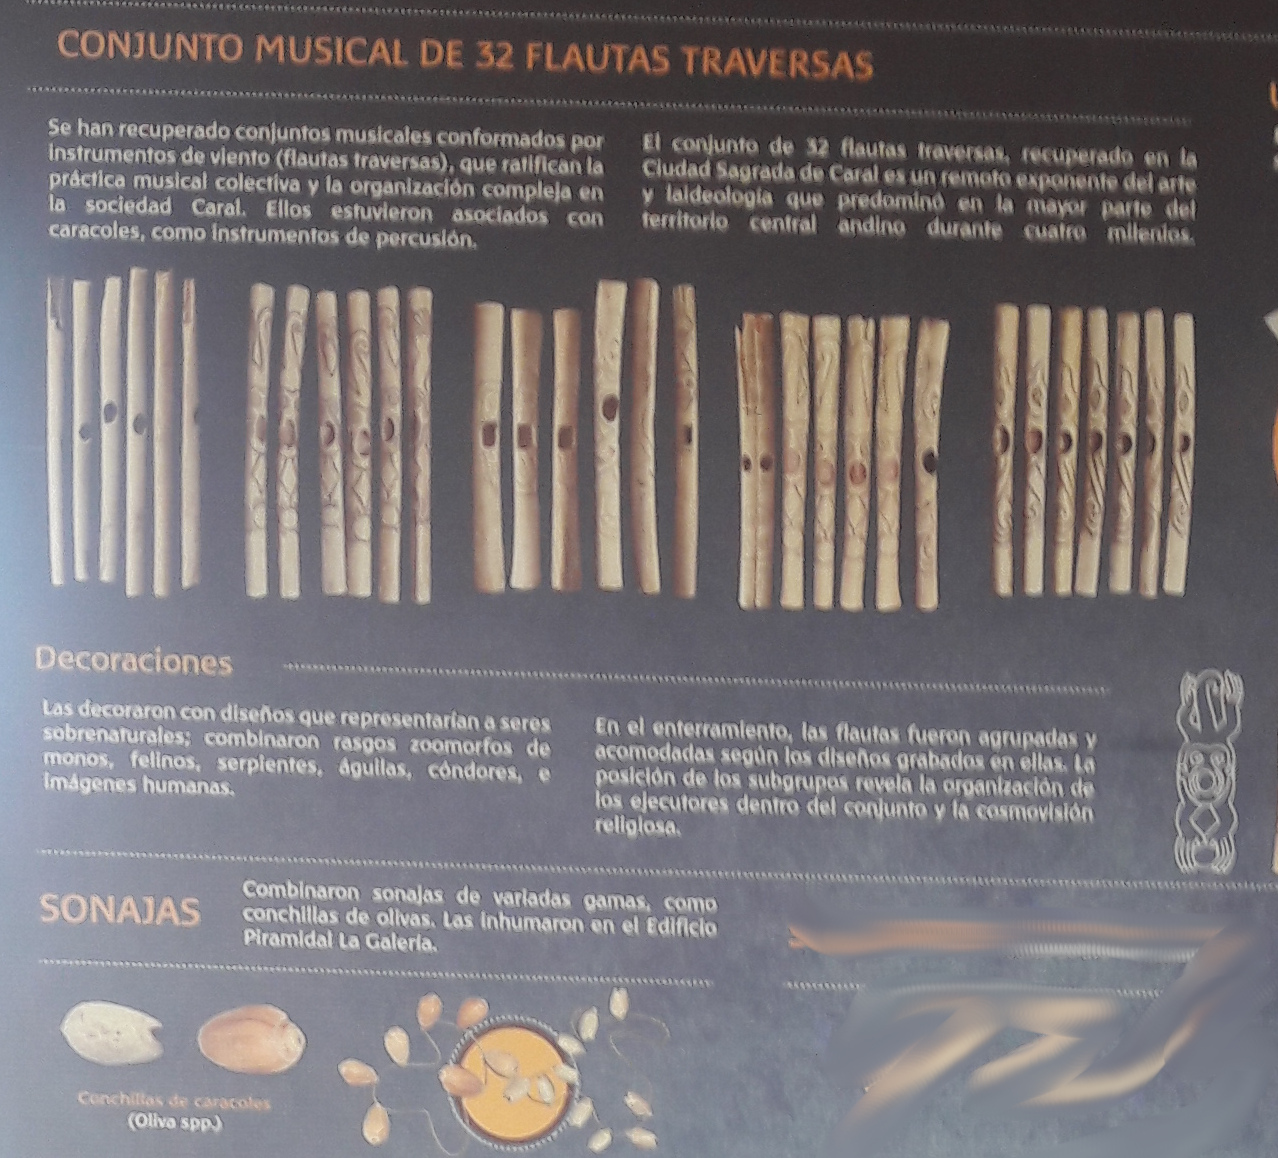 CONJUNTO MUSICAL DE 32 FLAUTAS TRAVERSAS
Se han recuperado conjuntos musicales conformados por
instrumentos de viento (flautas traversas), que ratifican la
práctica musical colectiva y la organización compleja en
la sociedad Caral. Ellos estuvieron asociados con
caracoles, como instrumentos de percusión.
El conjunto de 32 flautas traversas, recuperado en la
Ciudad Sagrada de Caral es un remoto exponente del arte
y laideología que predominó en la mayor parte del
territorio central andino durante cuatro milenios.
Decoraciones
Las decoraron con diseños que representarían a seres
sobrenaturales; combinaron rasgos zoomorfos de
monos, felinos, serpientes, águilas, cóndores, e
imágenes humanas.
En el enterramiento, las flautas fueron agrupadas y
acomodadas según los diseños grabados en ellas. La
posición de los subgrupos revela la organización de
los ejecutores dentro del conjunto y la cosmovisión
religiosa.
SONAJAS
Combinaron sonajas de variadas gamas, como
conchillas de olivas. Las inhumaron en el Edificio
Piramidal La Galería.
Conchillas de caracoles
(Oliva spp.)